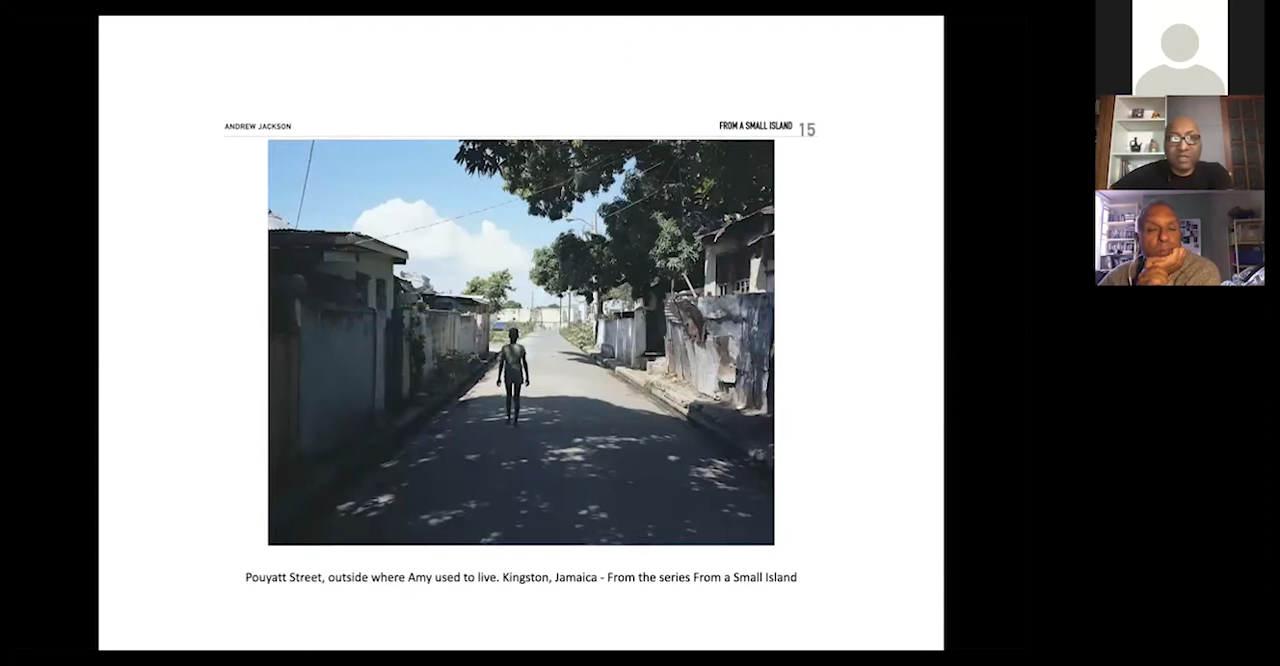 ANDREW JACKSON
FROM A SMALL ISLAND 15
Pouyatt Street, outside where Amy used to live. Kingston, Jamaica - From the series From a Small Island